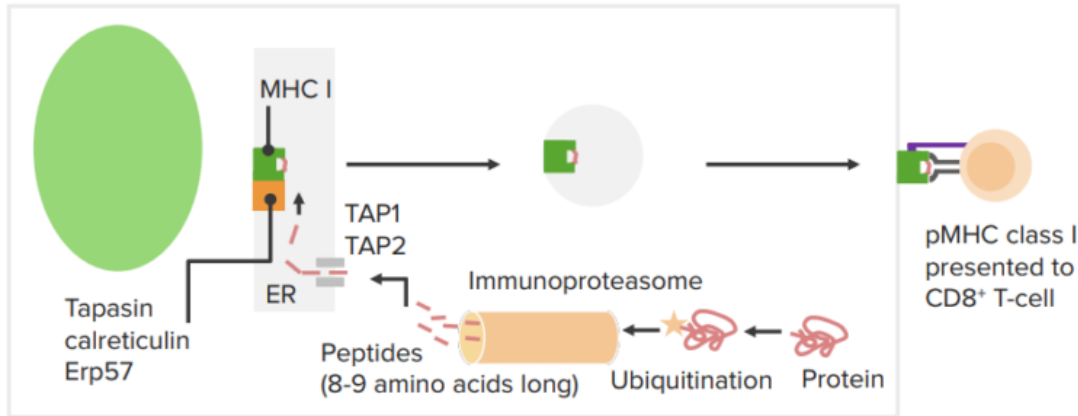 MHC I
TAP1
TAP2
ER
Tapasin
calreticulin
Erp57
Immunoproteasome
Peptides
(8-9 amino acids long)
Ubiquitination
Protein
pMHC class I
presented to
CD8⁺ T-cell